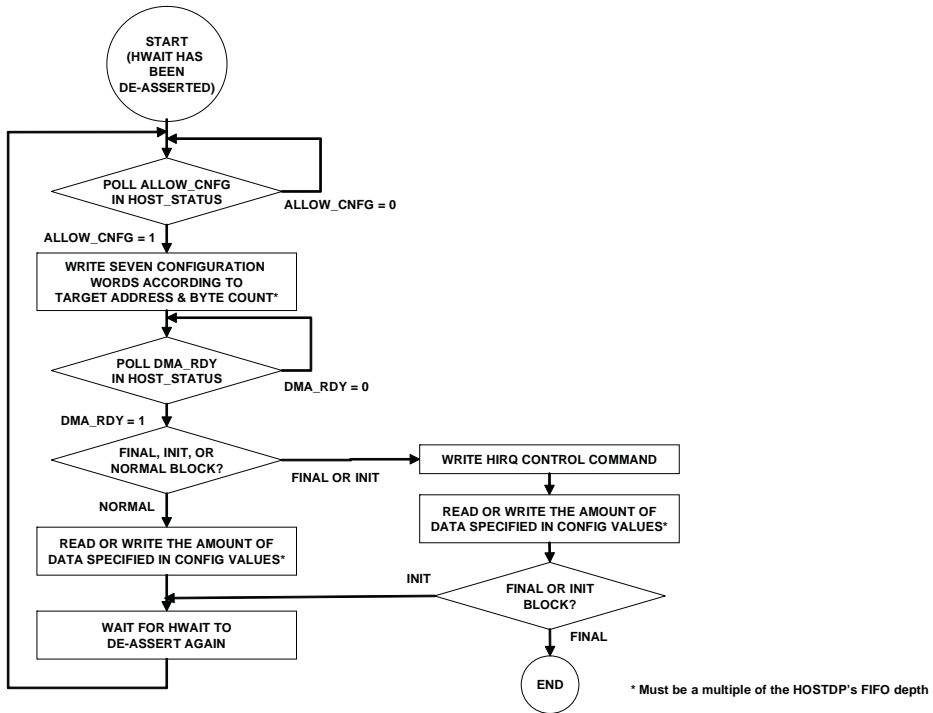 START
(HWAIT HAS
BEEN
DE-ASSERTED)
POLL ALLOW_CNFG
IN HOST_STATUS
ALLOW_CNFG = 0
ALLOW_CNFG = 1
WRITE SEVEN CONFIGURATION
WORDS ACCORDING TO
TARGET ADDRESS & BYTE COUNT*
POLL DMA_RDY
IN HOST_STATUS
DMA_RDY = 0
DMA_RDY = 1
FINAL, INIT, OR
NORMAL BLOCK?
FINAL OR INIT
WRITE HIRQ CONTROL COMMAND
NORMAL
READ OR WRITE THE AMOUNT OF
DATA SPECIFIED IN CONFIG VALUES*
READ OR WRITE THE AMOUNT OF
DATA SPECIFIED IN CONFIG VALUES*
INIT
FINAL OR INIT
BLOCK?
WAIT FOR HWAIT TO
DE-ASSERT AGAIN
FINAL
END
* Must be a multiple of the HOSTDP's FIFO depth